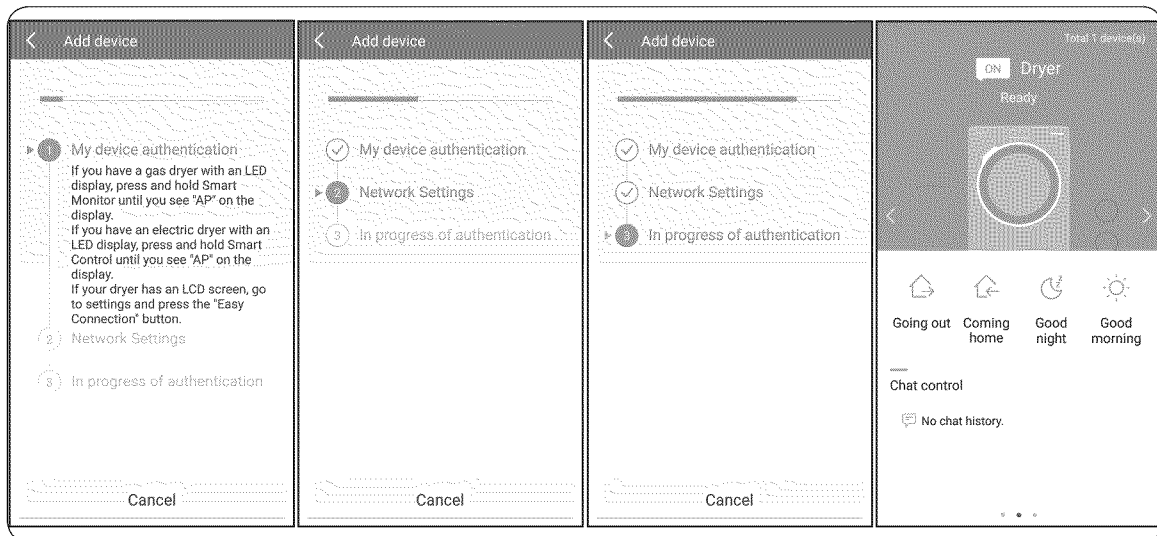 Add device
1
My device authentication
If you have a gas dryer with an LED
display, press and hold Smart
Monitor until you see "AP" on the
display.
If you have an electric dryer with an
LED display, press and hold Smart
Control until you see "AP" on the
display.
If your dryer has an LCD screen, go
to settings and press the "Easy
Connection" button.
2 Network Settings
3 In progress of authentication
Cancel
Add device
My device authentication
2 Network Settings
3 In progress of authentication
Cancel
Add device
My device authentication
Network Settings
3 In progress of authentication
Cancel
Total 1 device(s)
ON Dryer
Ready
Going out
Coming
home
Good
night
Good
morning
Chat control
No chat history.